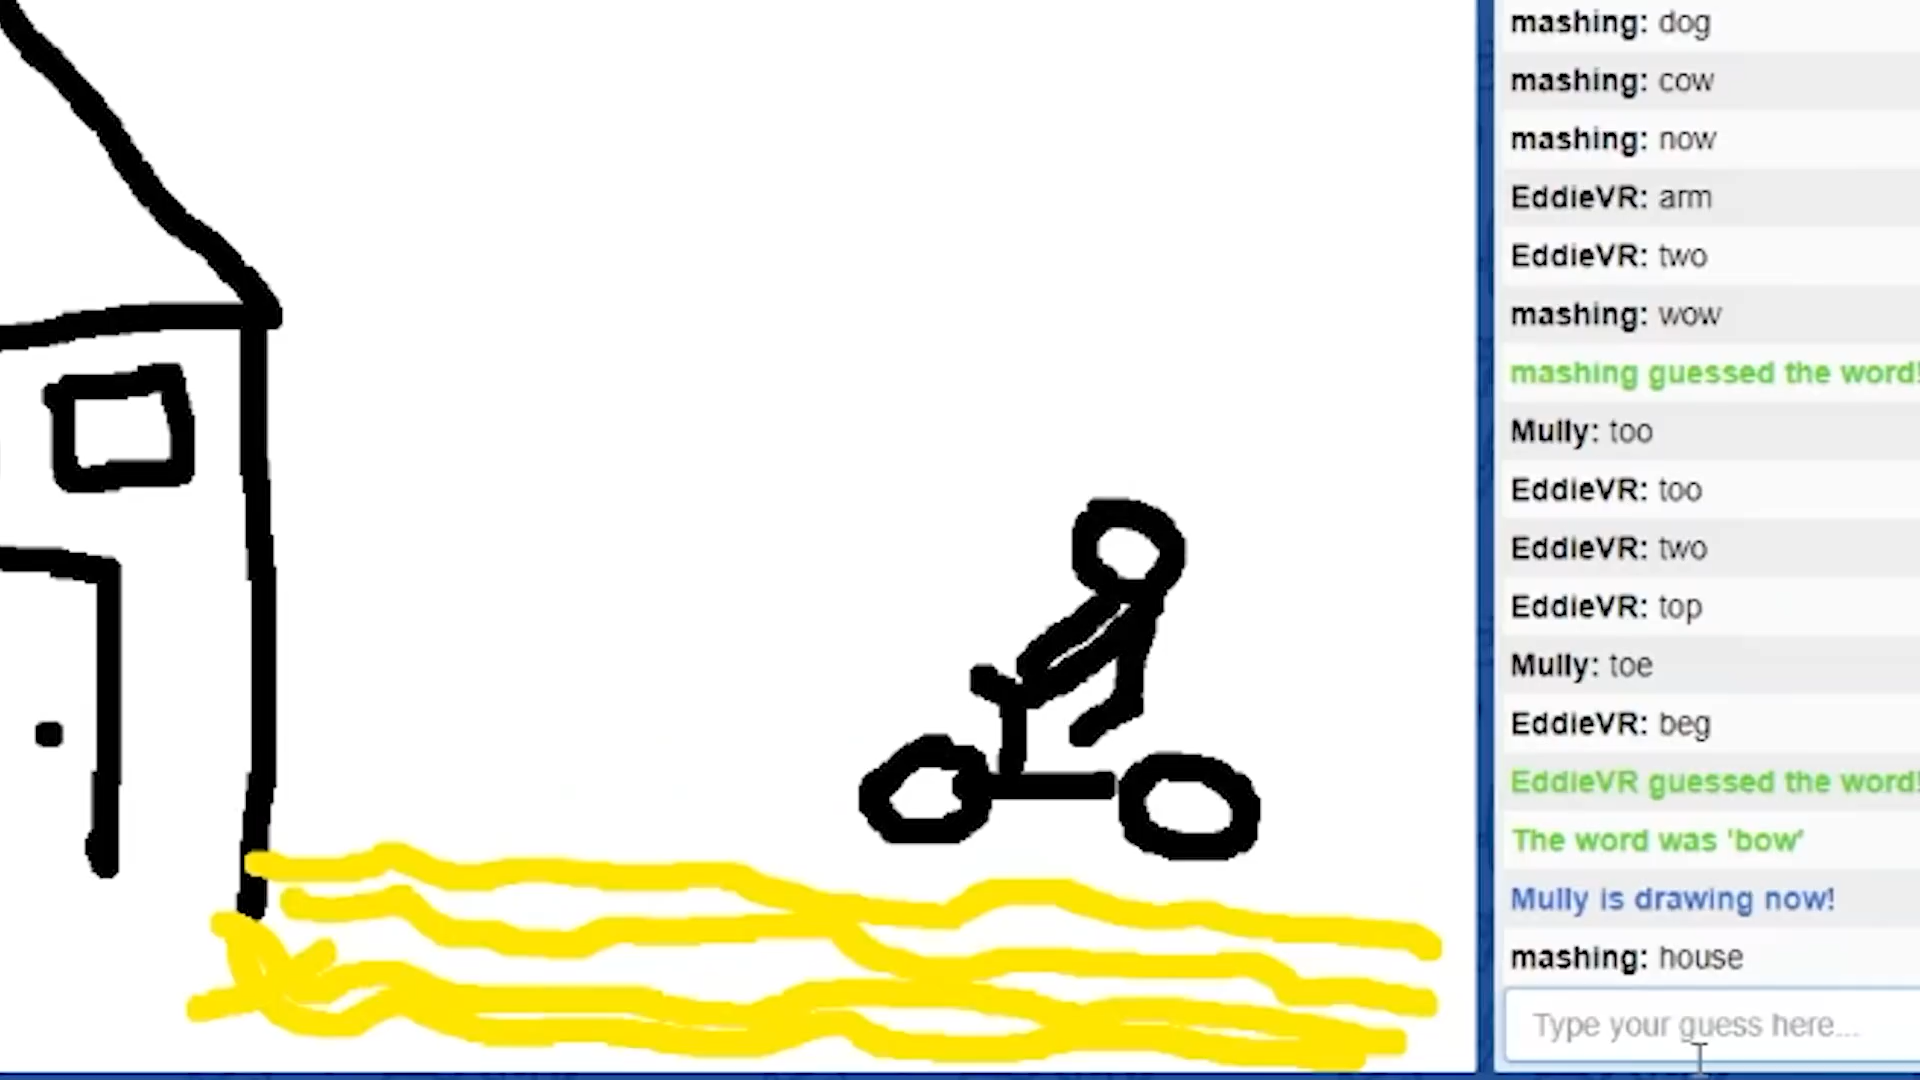 mashing: dog
mashing: cow
mashing: now
EddieVR: arm
EddieVR: two
mashing: wow
mashing guessed the word!
Mully: too
EddieVR: too
EddieVR: two
EddieVR: top
Mully: toe
EddieVR: beg
EddieVR guessed the word!
The word was 'bow'
Mully is drawing now!
mashing: house
Type your guess here...